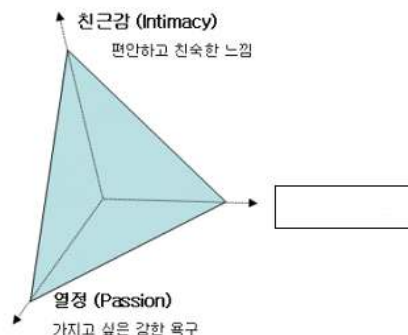 친근감 (Intimacy)
편안하고 친숙한 느낌
열정 (Passion)
가지고 싶은 강한 욕구